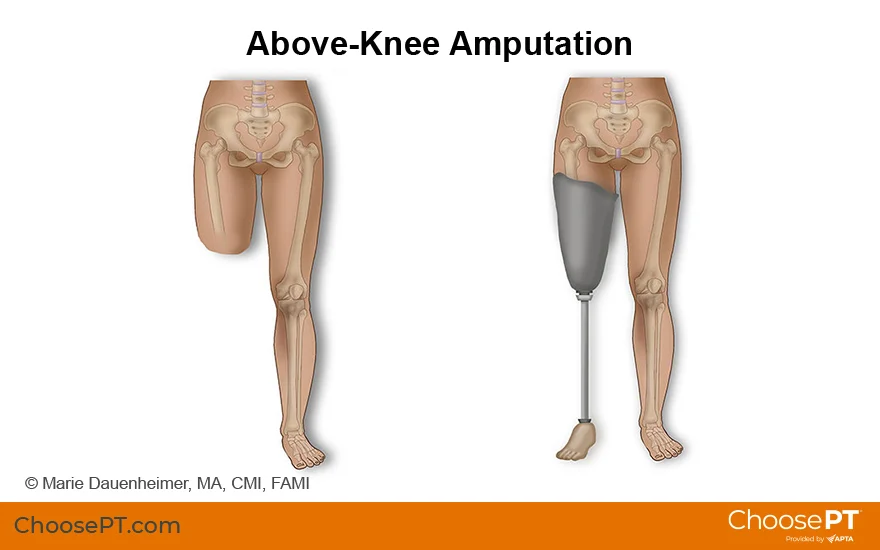 Above-Knee Amputation
© Marie Dauenheimer, MA, CMI, FAMI
ChoosePT.com
ChoosePT
Provided by APTA